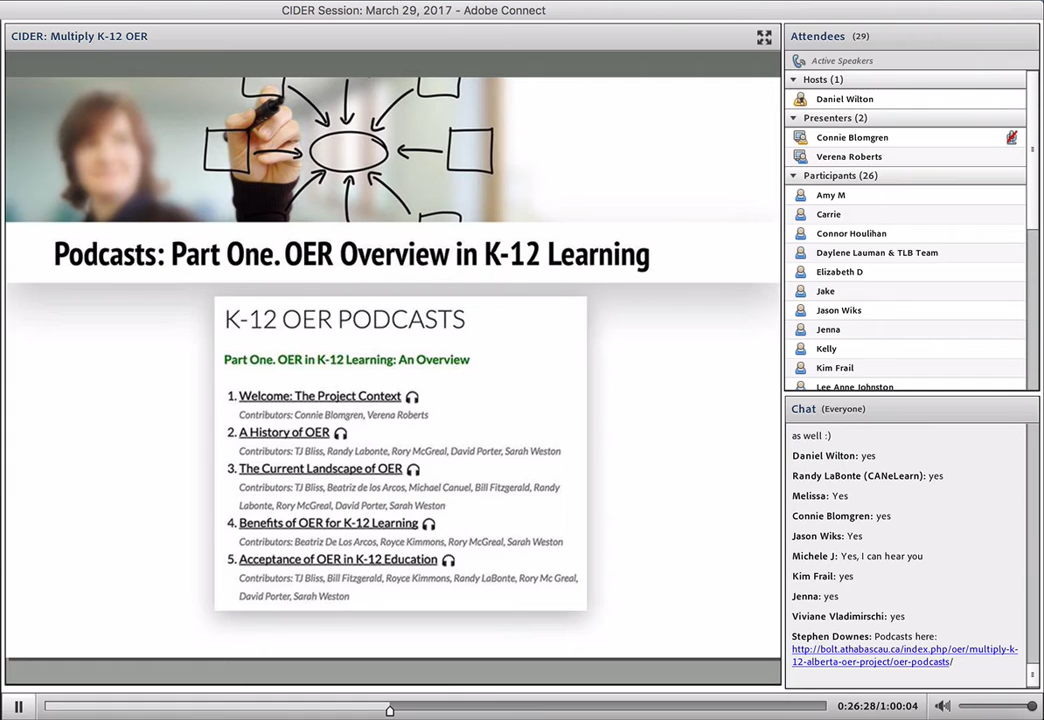 CIDER Session: March 29, 2017 - Adobe Connect
CIDER: Multiply K-12 OER
Podcasts: Part One. OER Overview in K-12 Learning
K-12 OER PODCASTS
Part One. OER in K-12 Learning: An Overview
1. Welcome: The Project Context
Contributors: Connie Blomgren, Verena Roberts
2. A History of OER
Contributors: TJ Bliss, Randy Labonte, Rory McGreal, David Porter, Sarah Weston
3. The Current Landscape of OER
Contributors: TJ Bliss, Beatriz de los Arcos, Michael Canuel, Bill Fitzgerald, Randy
Labonte, Rory McGreal, David Porter, Sarah Weston
4. Benefits of OER for K-12 Learning
Contributors: Beatriz De Los Arcos, Royce Kimmons, Rory McGreal, Sarah Weston
5. Acceptance of OER in K-12 Education
Contributors: TJ Bliss, Bill Fitzgerald, Royce Kimmons, Randy LaBonte, Rory Mc Greal,
David Porter, Sarah Weston
Attendees (29)
Active Speakers
Hosts (1)
Daniel Wilton
Presenters (2)
Connie Blomgren
Verena Roberts
Participants (26)
Amy M
Carrie
Connor Houlihan
Daylene Lauman & TLB Team
Elizabeth D
Jake
Jason Wiks
Jenna
Kelly
Kim Frail
Lee Anne Johnston
Chat (Everyone)
as well :)
Daniel Wilton: yes
Randy LaBonte (CANeLearn): yes
Melissa: Yes
Connie Blomgren: yes
Jason Wiks: Yes
Michele J: Yes, I can hear you
Kim Frail: yes
Jenna: yes
Viviane Vladimirschi: yes
Stephen Downes: Podcasts here:
http://bolt.athabascau.ca/index.php/oer/multiply-k-
12-alberta-oer-project/oer-podcasts/
0:26:28/1:00:04